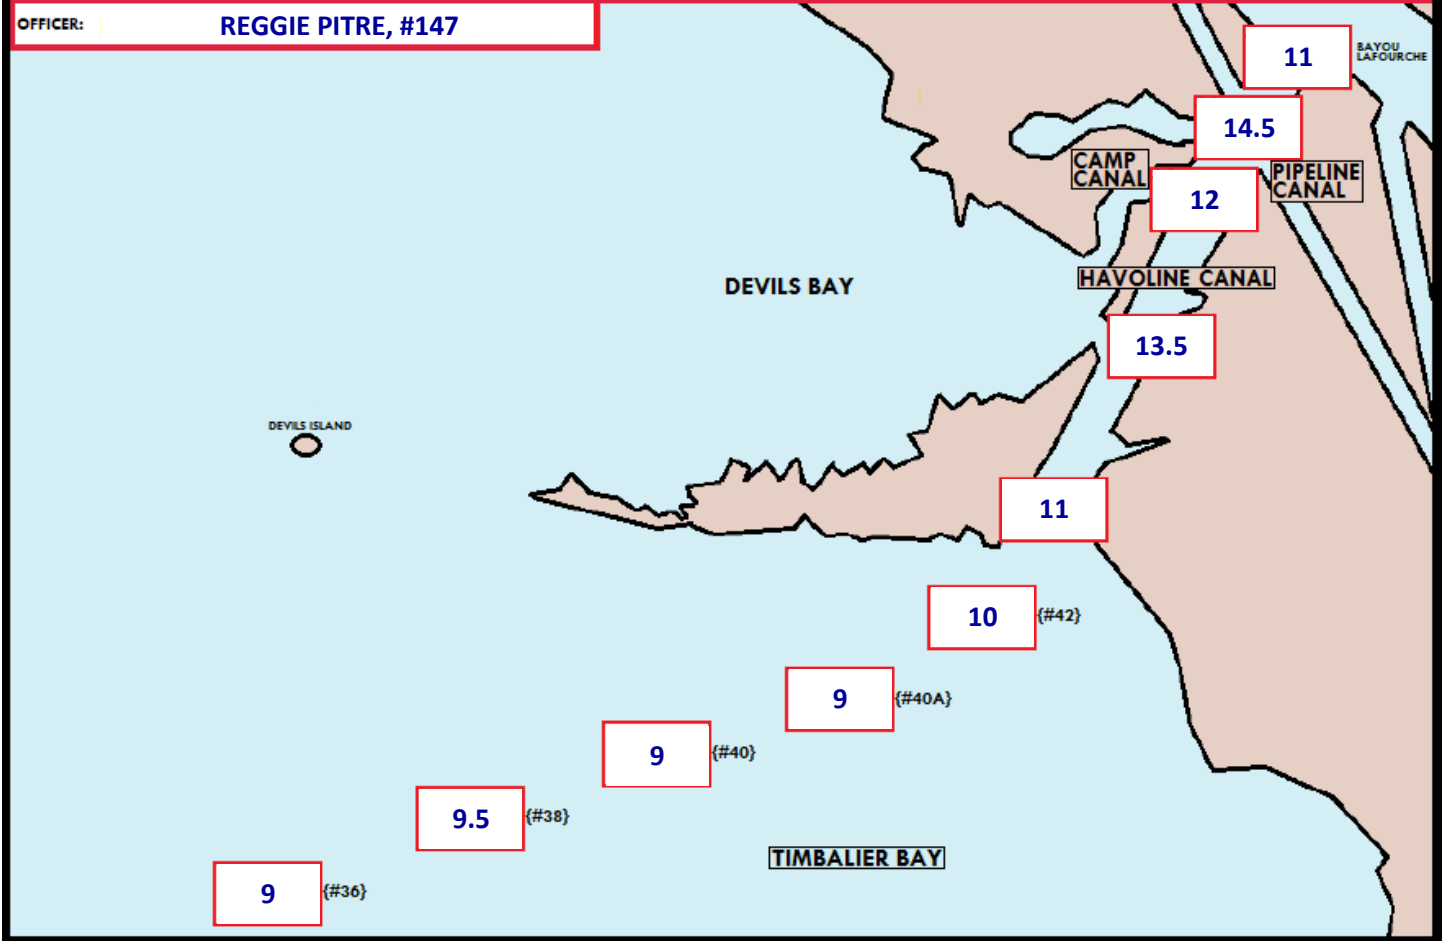 OFFICER: REGGIE PITRE, #147
11
BAYOU
LAFOURCHE
14.5
CAMP
CANAL
PIPELINE
CANAL
12
HAVOLINE CANAL
DEVILS BAY
13.5
DEVILS ISLAND
11
10 {#42}
9 {#40A}
9 {#40}
9.5 {#38}
TIMBALIER BAY
9 {#36}